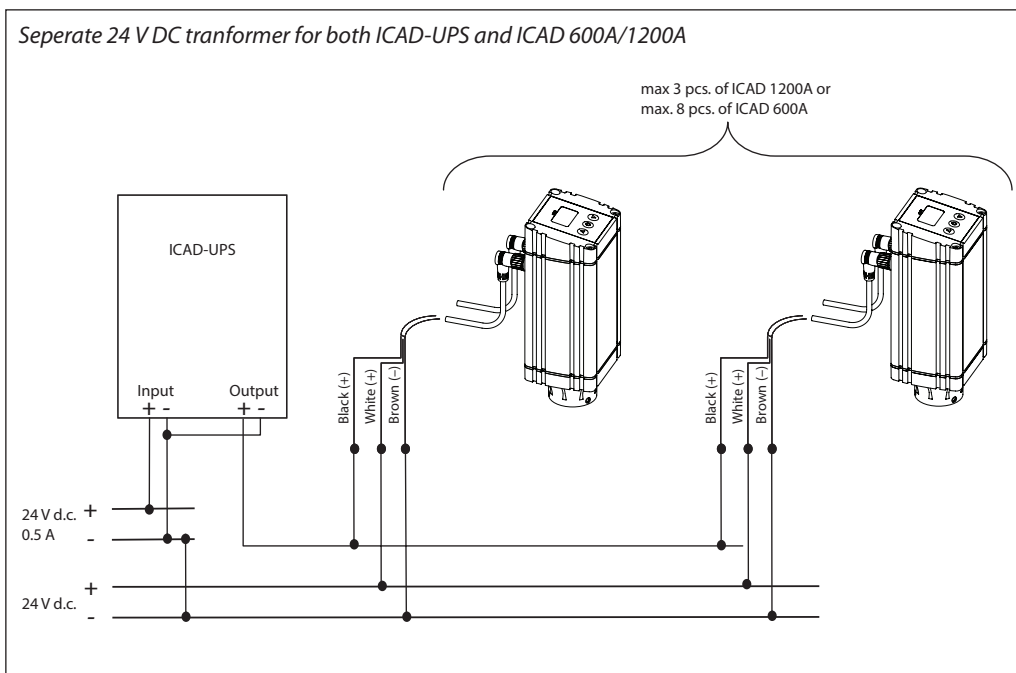 Seperate 24 V DC tranformer for both ICAD-UPS and ICAD 600A/1200A
max 3 pcs. of ICAD 1200A or
max. 8 pcs. of ICAD 600A
ICAD-UPS
Input
Output
+ -
+ -
Black (+)
White (+)
Brown (−)
Black (+)
White (+)
Brown (−)
24 V d.c.
0.5 A
+
-
24 V d.c.
+
-